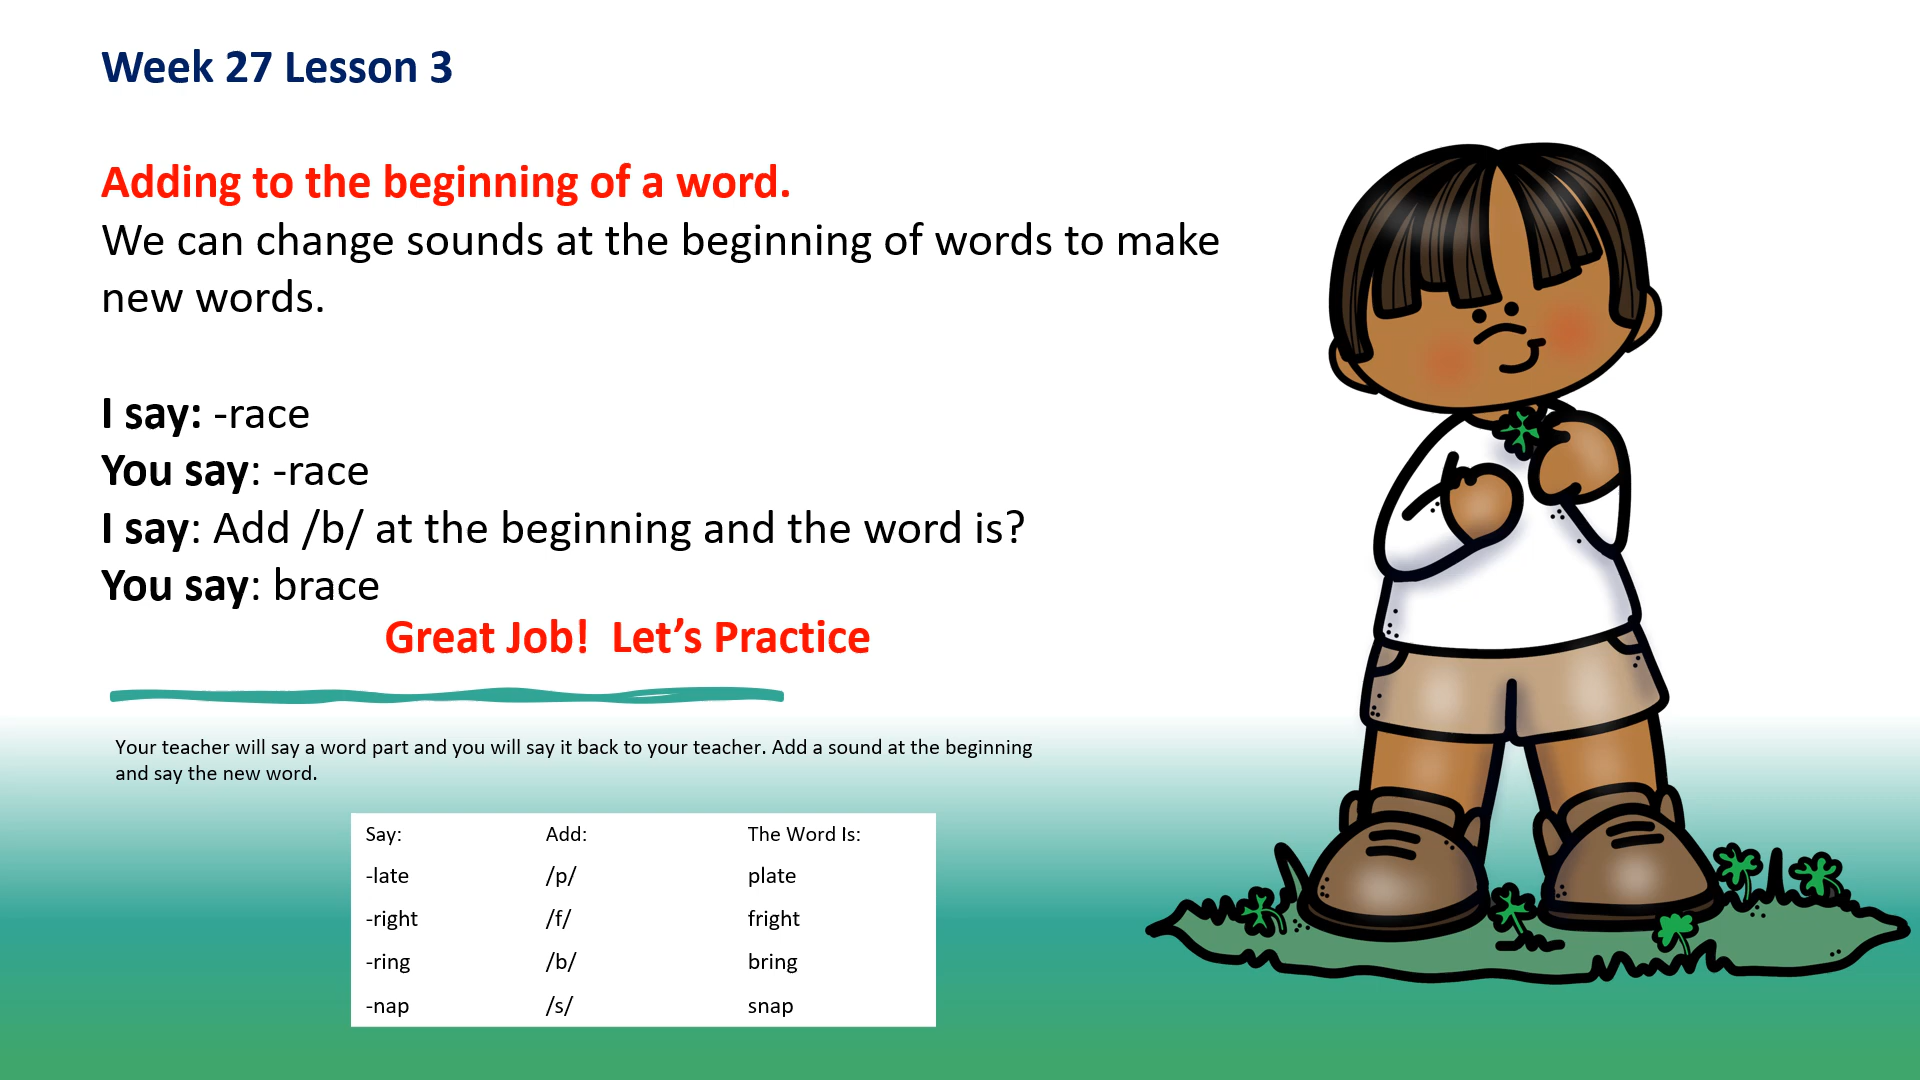 Week 27 Lesson 3
Adding to the beginning of a word.
We can change sounds at the beginning of words to make
new words.
I say: -race
You say: -race
I say: Add /b/ at the beginning and the word is?
You say: brace
Great Job!  Let’s Practice
Your teacher will say a word part and you will say it back to your teacher. Add a sound at the beginning
and say the new word.
Say: Add: The Word Is:
-late /p/ plate
-right /f/ fright
-ring /b/ bring
-nap /s/ snap